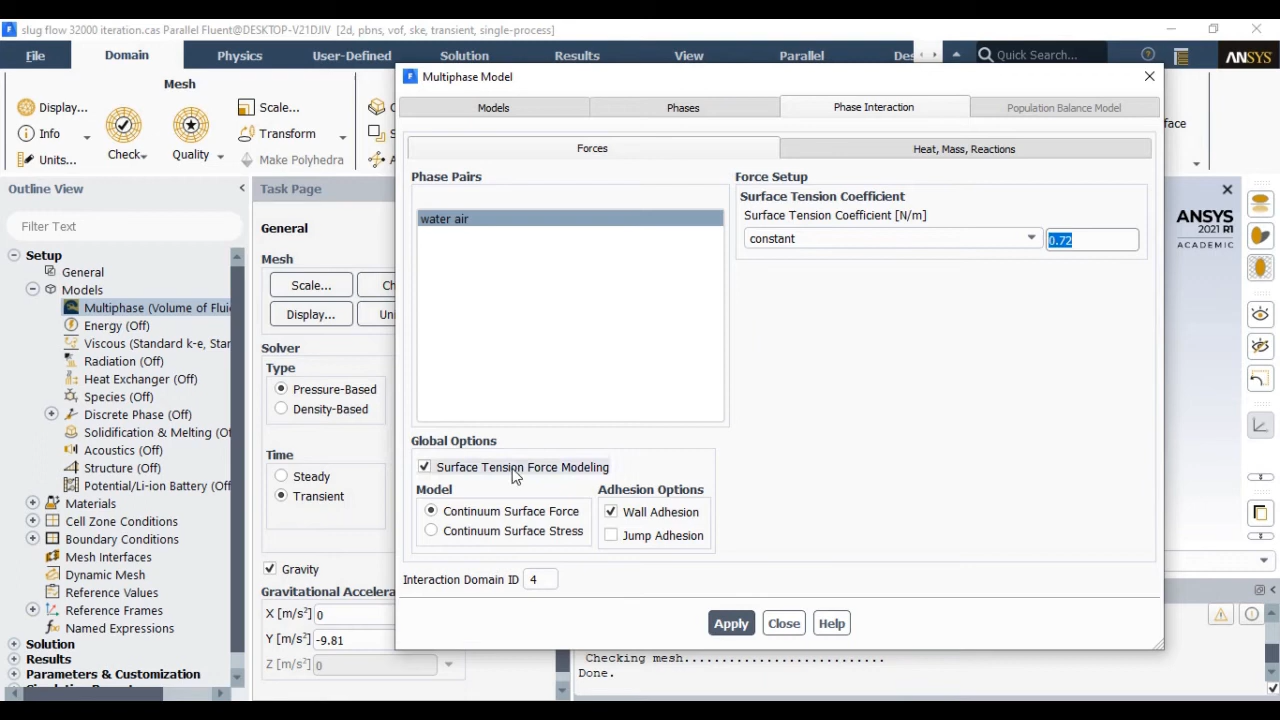 slug flow 32000 iteration.cas Parallel Fluent@DESKTOP-V21DJIV [2d, pbns, vof, ske, transient, single-process]
File Domain Physics User-Defined Solution Results View Parallel Quick Search... ANSYS
Mesh
Display...
Info
Units...
Check
Quality
Scale...
Transform
Make Polyhedra
Outline View
Filter Text
Setup
General
Models
Multiphase (Volume of Flui
Energy (Off)
Viscous (Standard k-e, Star
Radiation (Off)
Heat Exchanger (Off)
Species (Off)
Discrete Phase (Off)
Solidification & Melting (Of
Acoustics (Off)
Structure (Off)
Potential/Li-ion Battery (Off)
Materials
Cell Zone Conditions
Boundary Conditions
Mesh Interfaces
Dynamic Mesh
Reference Values
Reference Frames
Named Expressions
Solution
Results
Parameters & Customization
Task Page
General
Mesh
Scale... Ch
Display... Un
Solver
Type
Pressure-Based
Density-Based
Time
Steady
Transient
Gravity
Gravitational Accelera
X [m/s²] 0
Y [m/s²] -9.81
Z [m/s²] 0
Multiphase Model
Models Phases Phase Interaction Population Balance Model
Forces Heat, Mass, Reactions
Phase Pairs
water air
Force Setup
Surface Tension Coefficient
Surface Tension Coefficient [N/m]
constant 0.72
Global Options
Surface Tension Force Modeling
Model
Continuum Surface Force
Continuum Surface Stress
Adhesion Options
Wall Adhesion
Jump Adhesion
Interaction Domain ID 4
Apply Close Help
ANSYS
2021 R1
ACADEMIC
Checking mesh...........................
Done.